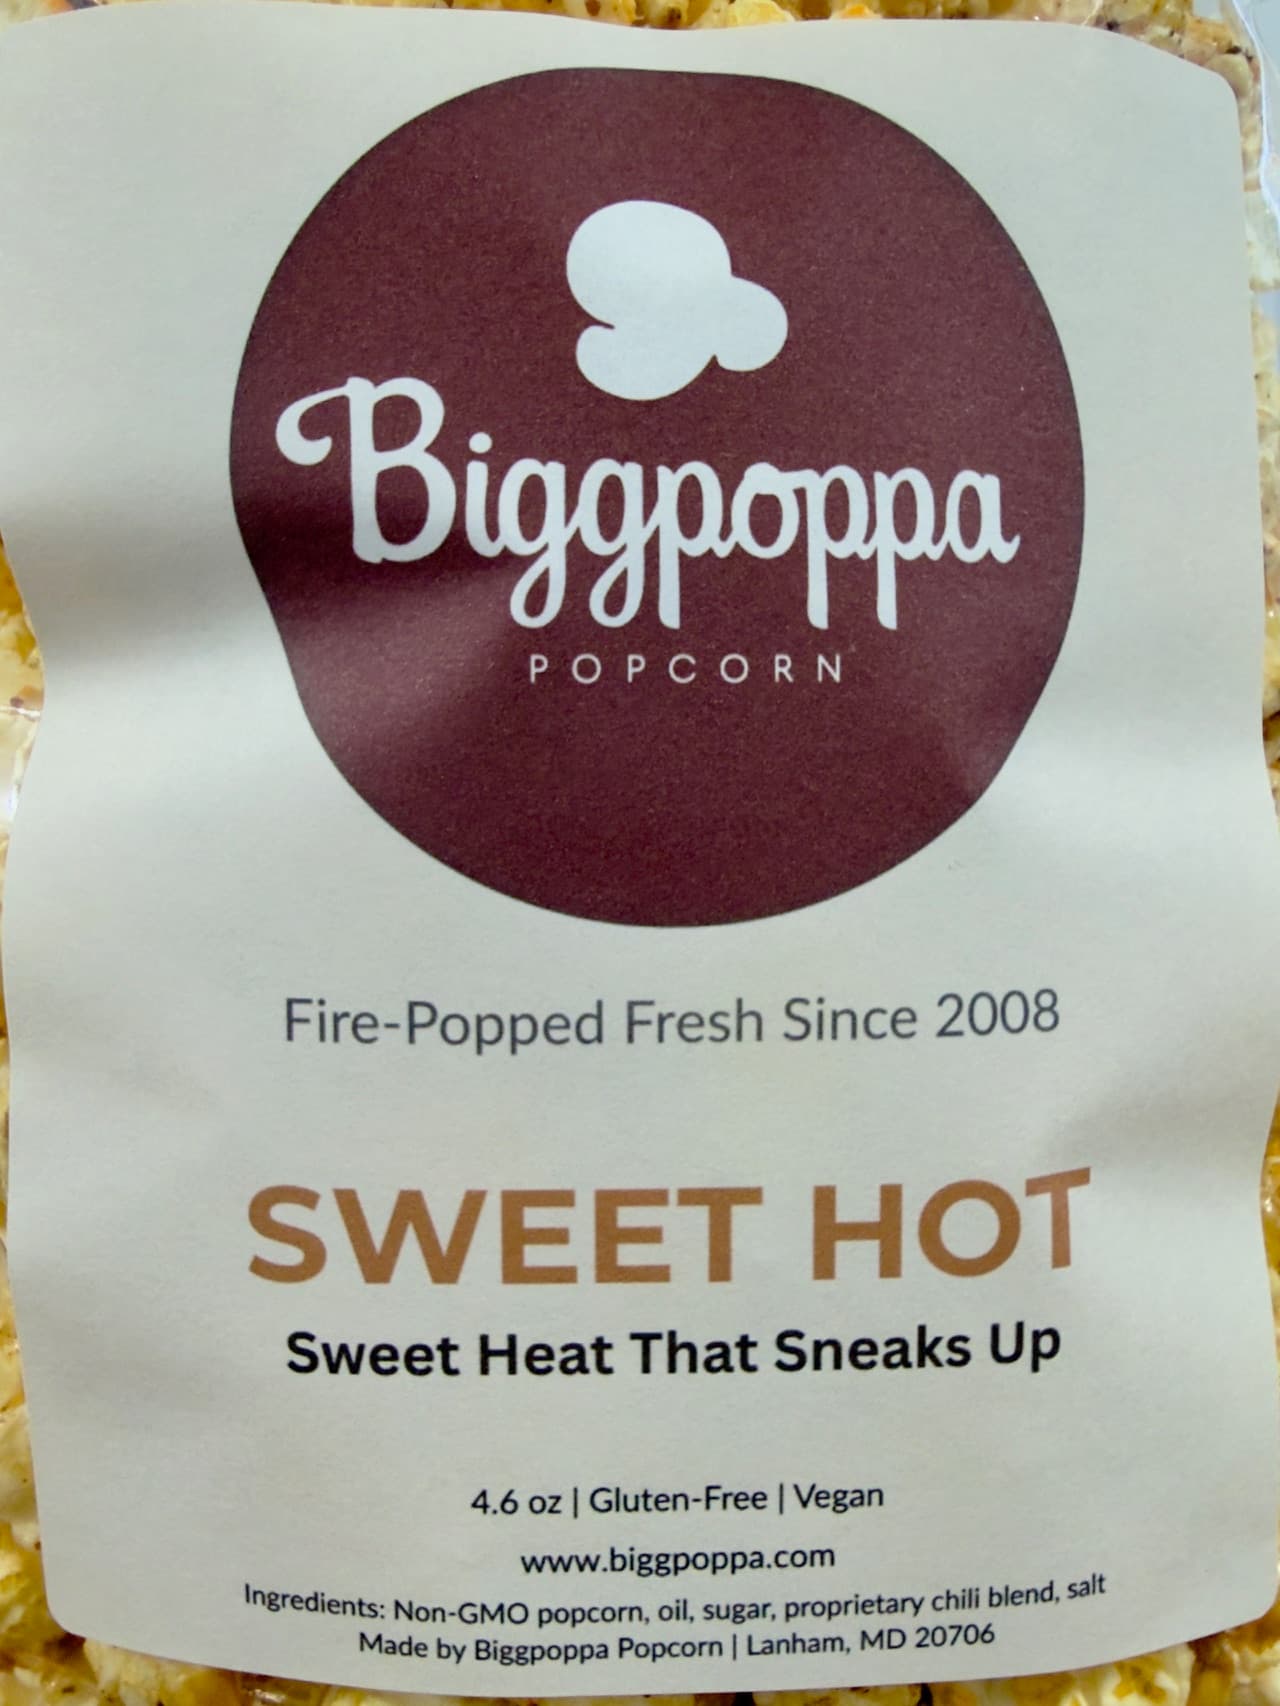 Biggpoppa
POPCORN
Fire-Popped Fresh Since 2008
SWEET HOT
Sweet Heat That Sneaks Up
4.6 oz | Gluten-Free | Vegan
www.biggpoppa.com
Ingredients: Non-GMO popcorn, oil, sugar, proprietary chili blend, salt
Made by Biggpoppa Popcorn | Lanham, MD 20706